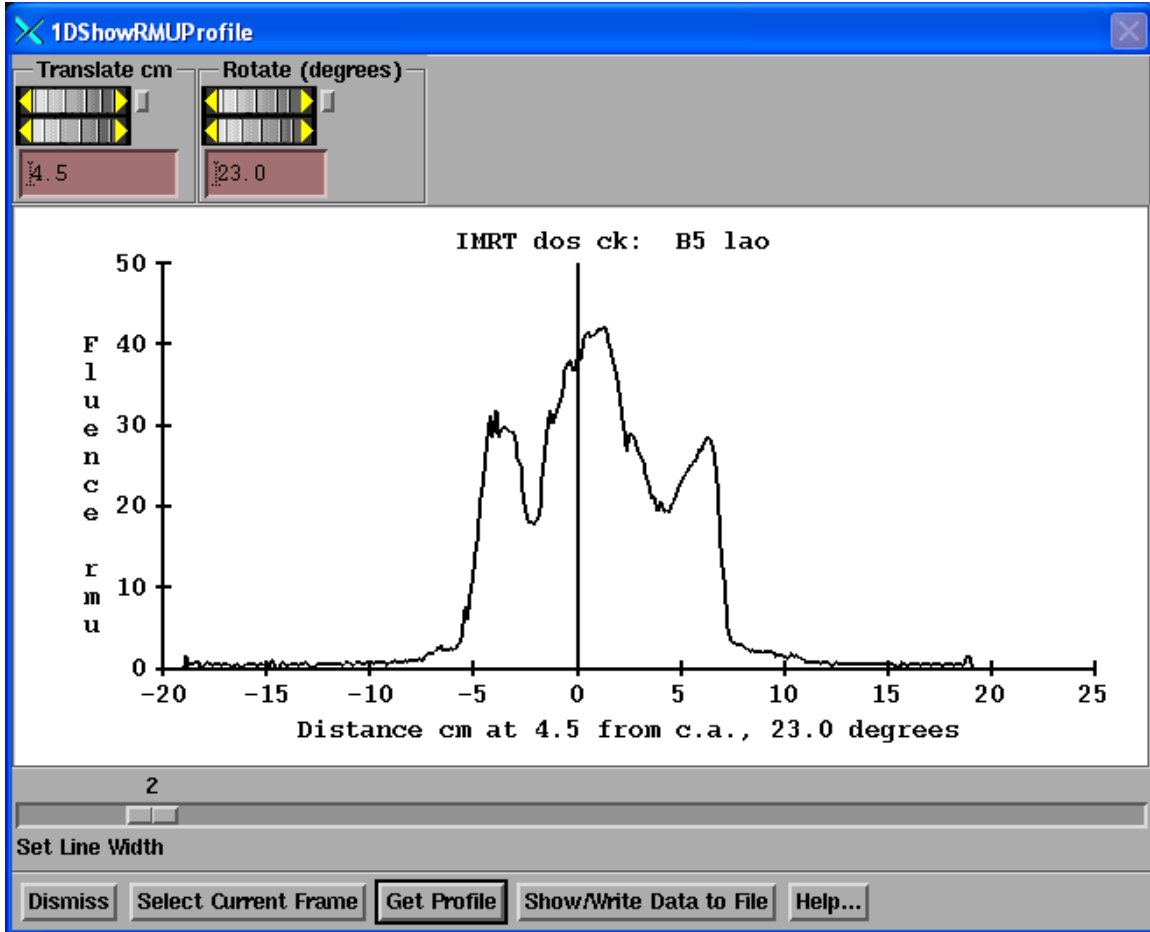 1DShowRMUProfile
Translate cm
Rotate (degrees)
4.5
23.0
IMRT dos ck:  B5 lao
50
40
30
20
10
0
Fluence rmu
-20 -15 -10 -5 0 5 10 15 20 25
Distance cm at 4.5 from c.a., 23.0 degrees
2
Set Line Width
Dismiss Select Current Frame Get Profile Show/Write Data to File Help...